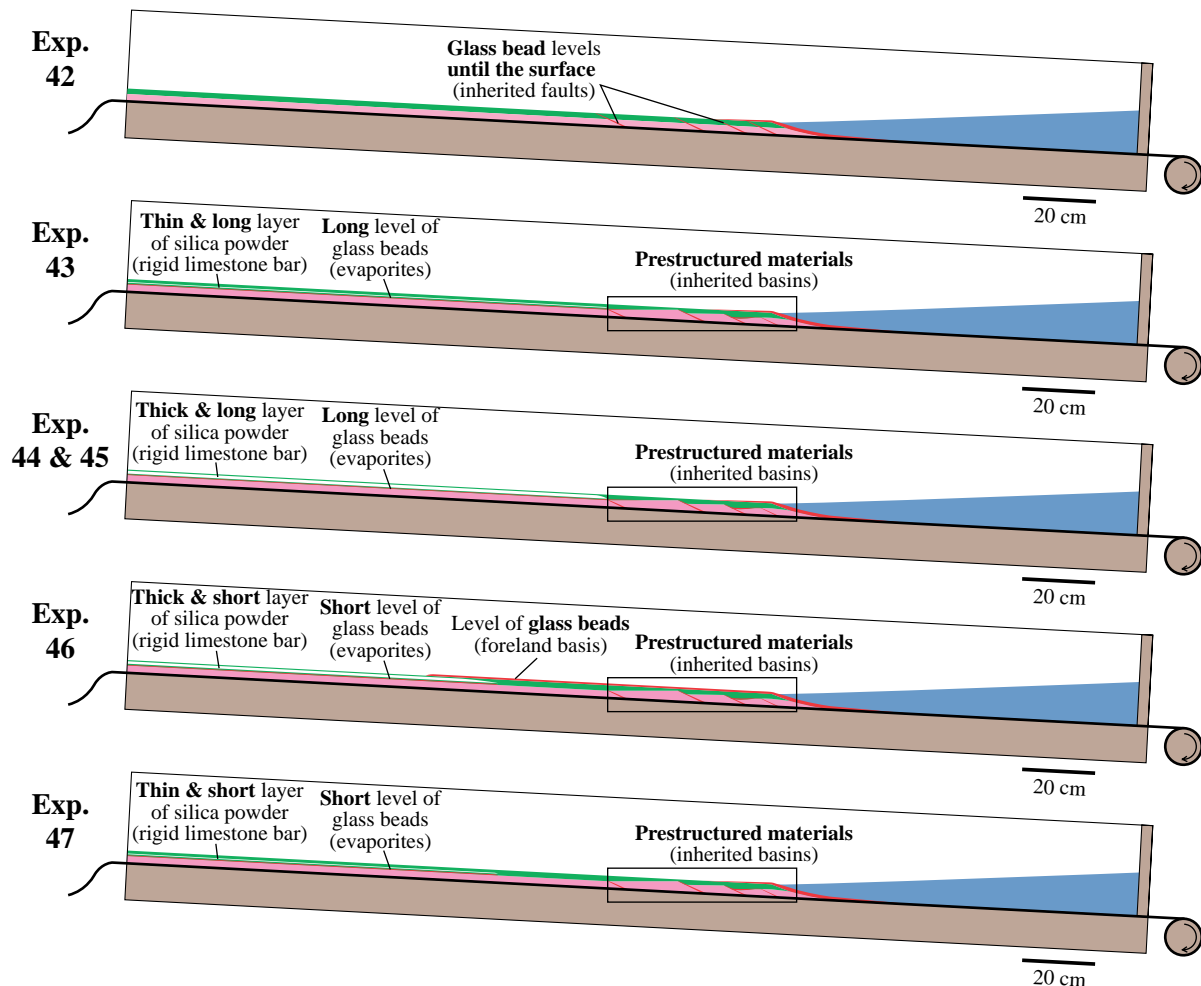 Exp.
42
Glass bead levels
until the surface
(inherited faults)
20 cm
Exp.
43
Thin & long layer
of silica powder
(rigid limestone bar)
Long level of
glass beads
(evaporites)
Prestructured materials
(inherited basins)
20 cm
Exp.
44 & 45
Thick & long layer
of silica powder
(rigid limestone bar)
Long level of
glass beads
(evaporites)
Prestructured materials
(inherited basins)
20 cm
Exp.
46
Thick & short layer
of silica powder
(rigid limestone bar)
Short level of
glass beads
(evaporites)
Level of glass beads
(foreland basis)
Prestructured materials
(inherited basins)
20 cm
Exp.
47
Thin & short layer
of silica powder
(rigid limestone bar)
Short level of
glass beads
(evaporites)
Prestructured materials
(inherited basins)
20 cm